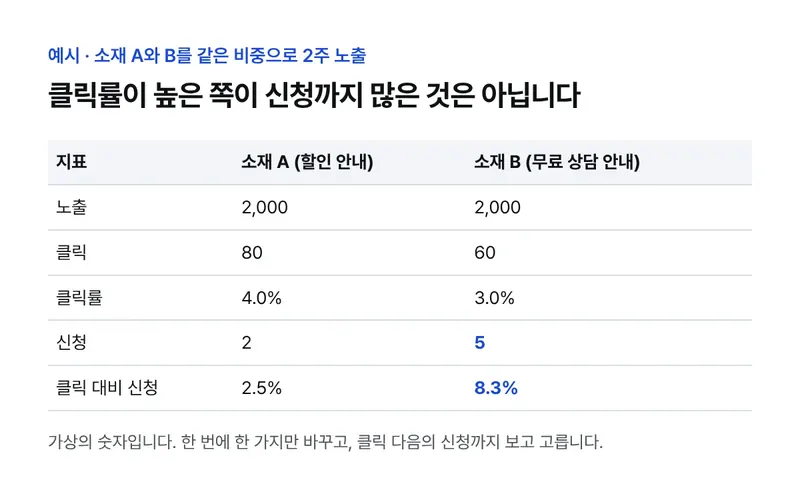 예시 · 소재 A와 B를 같은 비중으로 2주 노출
클릭률이 높은 쪽이 신청까지 많은 것은 아닙니다
지표 소재 A (할인 안내) 소재 B (무료 상담 안내)
노출 2,000 2,000
클릭 80 60
클릭률 4.0% 3.0%
신청 2 5
클릭 대비 신청 2.5% 8.3%
가상의 숫자입니다. 한 번에 한 가지만 바꾸고, 클릭 다음의 신청까지 보고 고릅니다.